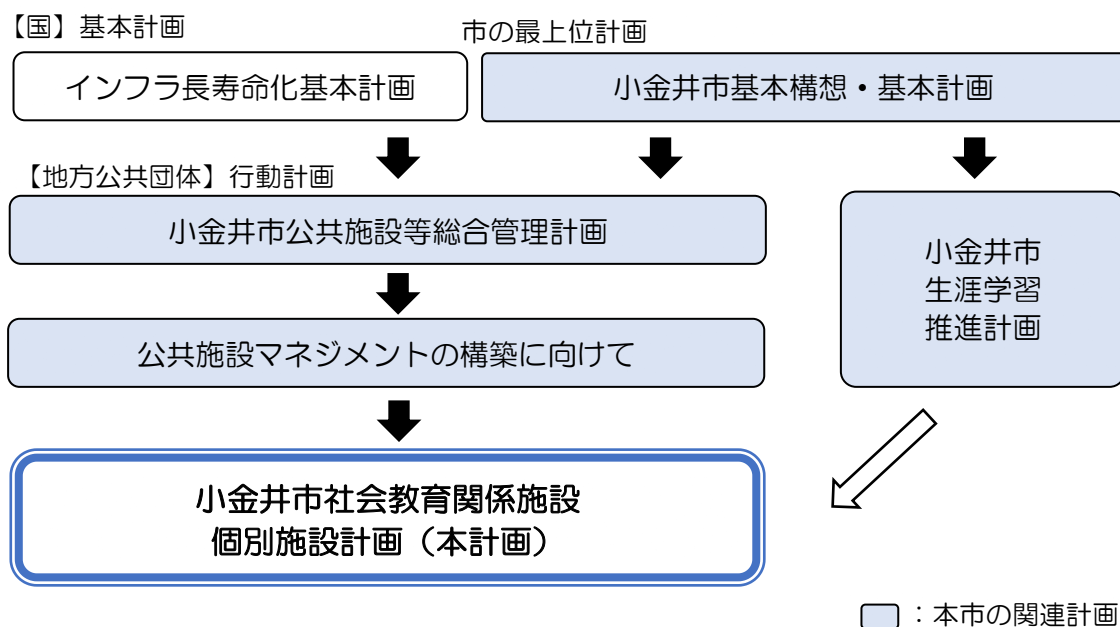 【国】基本計画
市の最上位計画
インフラ長寿命化基本計画
小金井市基本構想・基本計画
【地方公共団体】行動計画
小金井市公共施設等総合管理計画
小金井市
生涯学習
推進計画
公共施設マネジメントの構築に向けて
小金井市社会教育関係施設
個別施設計画（本計画）
：本市の関連計画